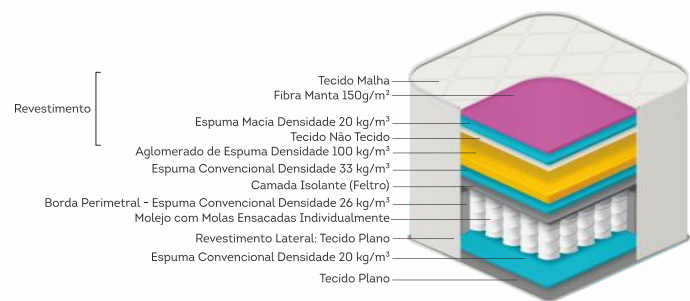 Revestimento
Tecido Malha
Fibra Manta 150g/m²
Espuma Macia Densidade 20 kg/m³
Tecido Não Tecido
Aglomerado de Espuma Densidade 100 kg/m³
Espuma Convencional Densidade 33 kg/m³
Camada Isolante (Feltro)
Borda Perimetral - Espuma Convencional Densidade 26 kg/m³
Molejo com Molas Ensacadas Individualmente
Revestimento Lateral: Tecido Plano
Espuma Convencional Densidade 20 kg/m³
Tecido Plano